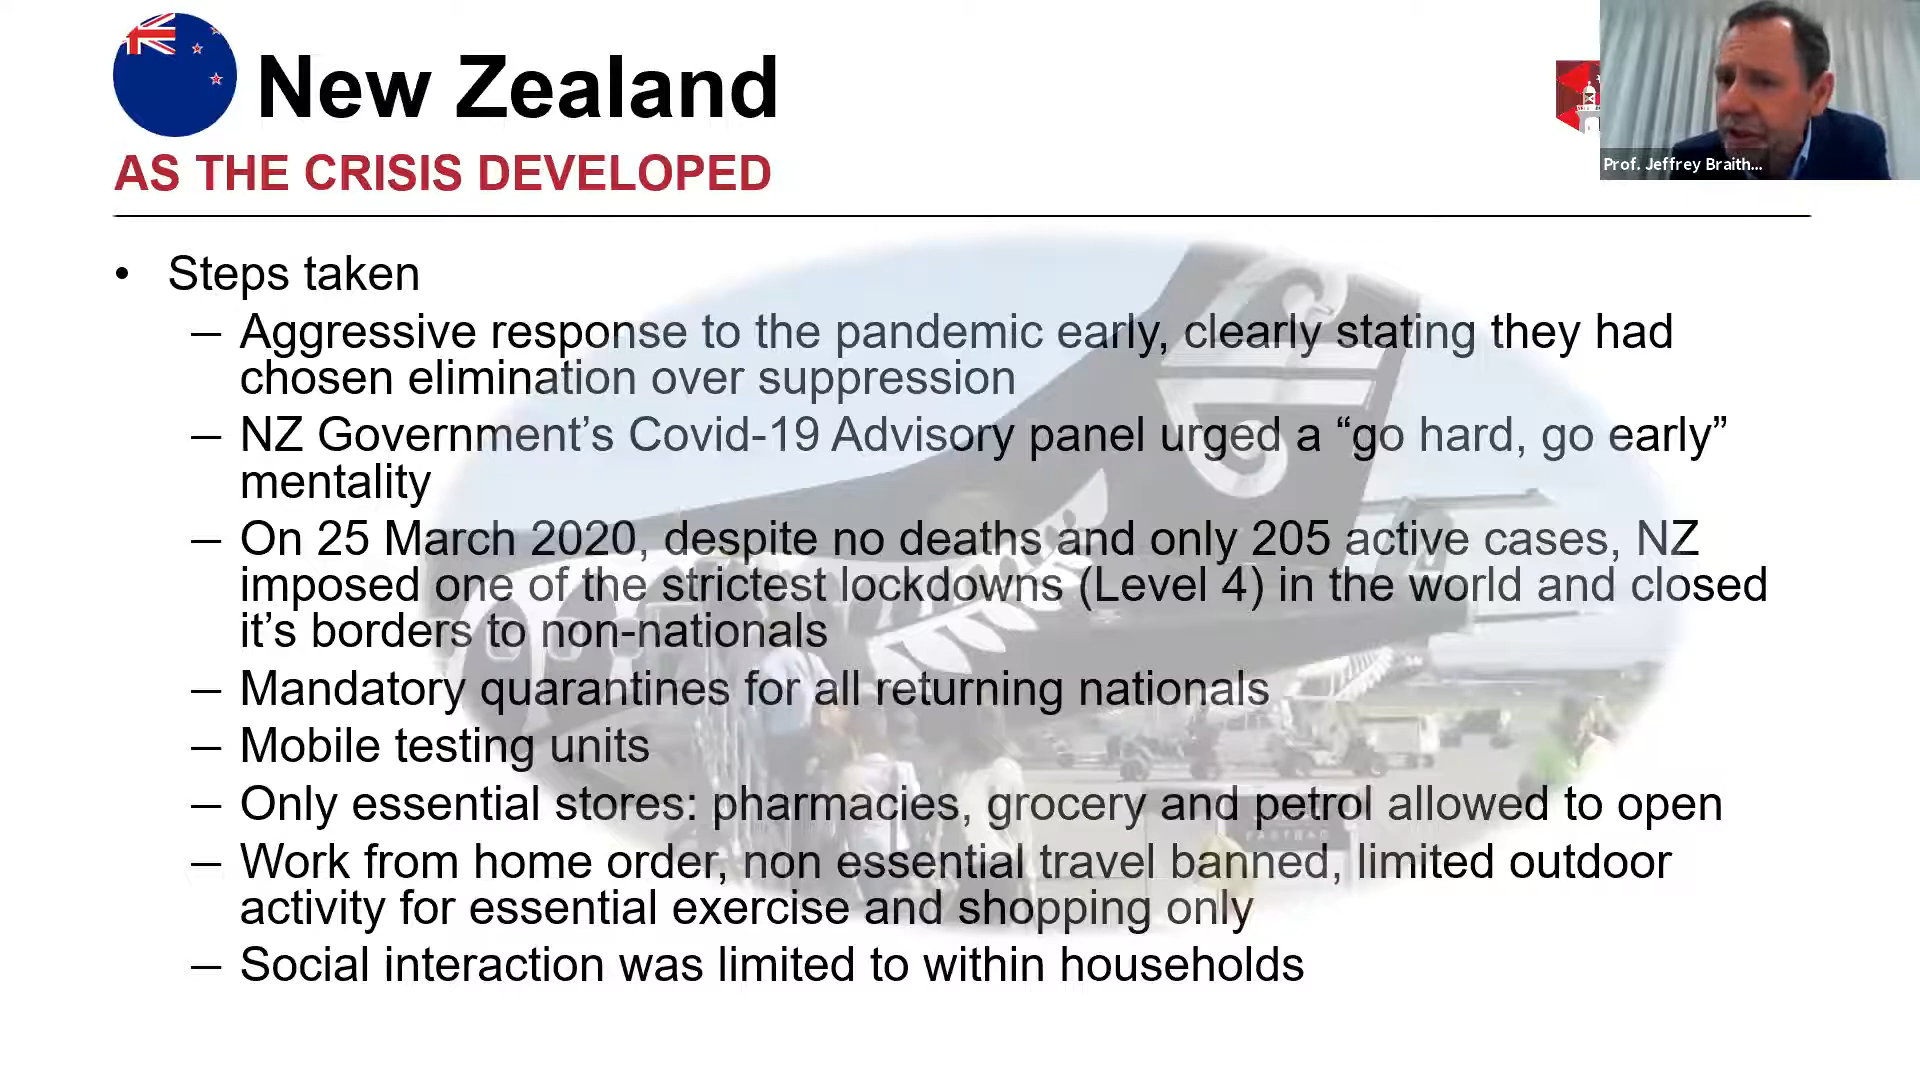 New Zealand
AS THE CRISIS DEVELOPED
Prof. Jeffrey Braith...
• Steps taken
– Aggressive response to the pandemic early, clearly stating they had
chosen elimination over suppression
– NZ Government’s Covid-19 Advisory panel urged a “go hard, go early”
mentality
– On 25 March 2020, despite no deaths and only 205 active cases, NZ
imposed one of the strictest lockdowns (Level 4) in the world and closed
it’s borders to non-nationals
– Mandatory quarantines for all returning nationals
– Mobile testing units
– Only essential stores: pharmacies, grocery and petrol allowed to open
– Work from home order, non essential travel banned, limited outdoor
activity for essential exercise and shopping only
– Social interaction was limited to within households